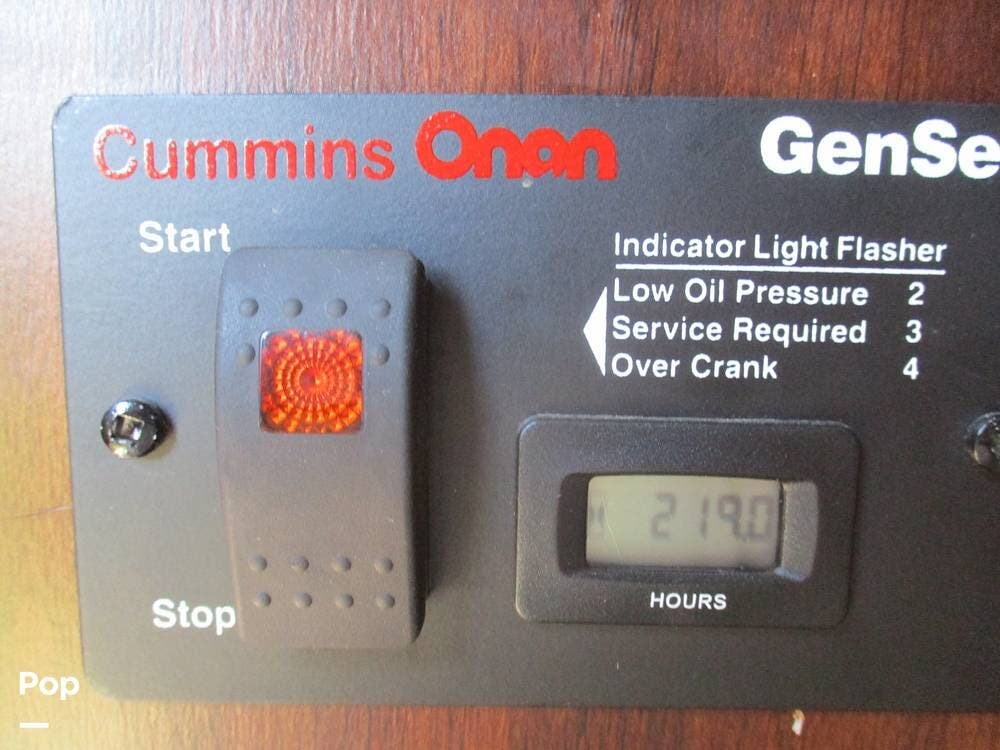 Cummins Onan GenSe
Start
Indicator Light Flasher
Low Oil Pressure 2
Service Required 3
Over Crank 4
219.0
HOURS
Stop
Pop